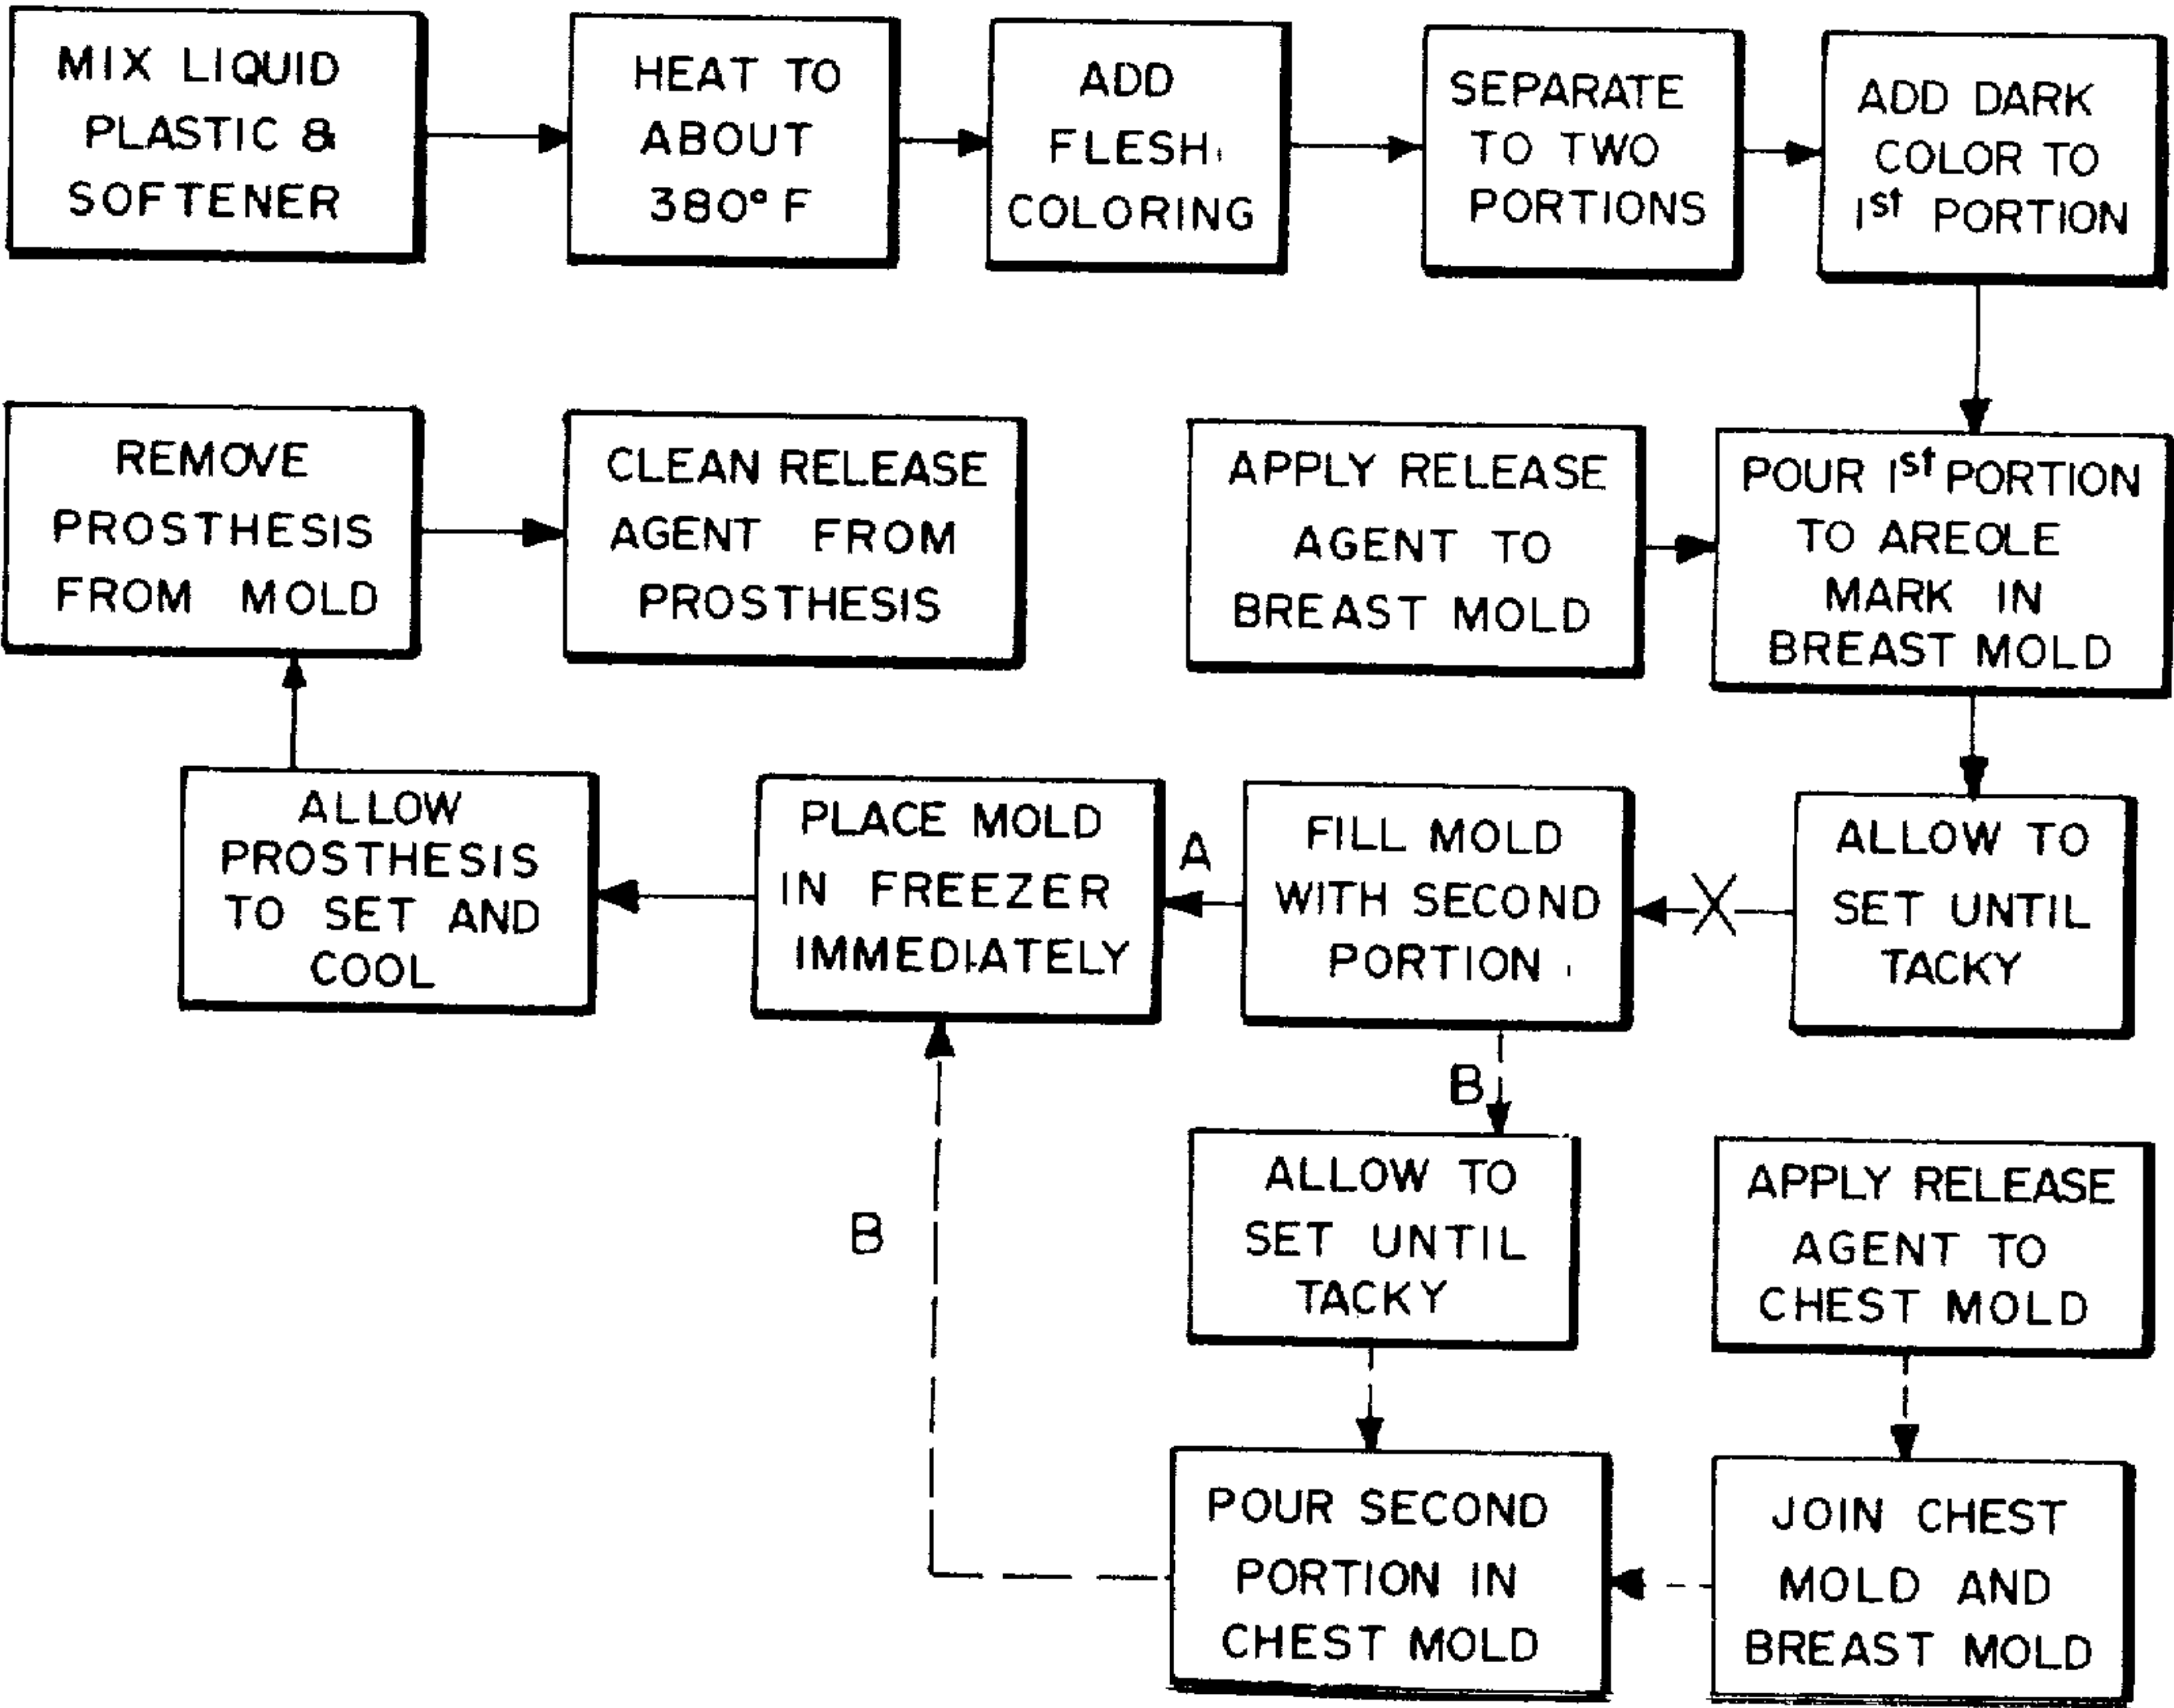 MIX LIQUID
PLASTIC &
SOFTENER
HEAT TO
ABOUT
380° F
ADD
FLESH
COLORING
SEPARATE
TO TWO
PORTIONS
ADD DARK
COLOR TO
1st PORTION
REMOVE
PROSTHESIS
FROM MOLD
CLEAN RELEASE
AGENT FROM
PROSTHESIS
APPLY RELEASE
AGENT TO
BREAST MOLD
POUR 1st PORTION
TO AREOLE
MARK IN
BREAST MOLD
ALLOW
PROSTHESIS
TO SET AND
COOL
PLACE MOLD
IN FREEZER
IMMEDIATELY
A
FILL MOLD
WITH SECOND
PORTION
X
ALLOW TO
SET UNTIL
TACKY
B
B
ALLOW TO
SET UNTIL
TACKY
APPLY RELEASE
AGENT TO
CHEST MOLD
POUR SECOND
PORTION IN
CHEST MOLD
JOIN CHEST
MOLD AND
BREAST MOLD